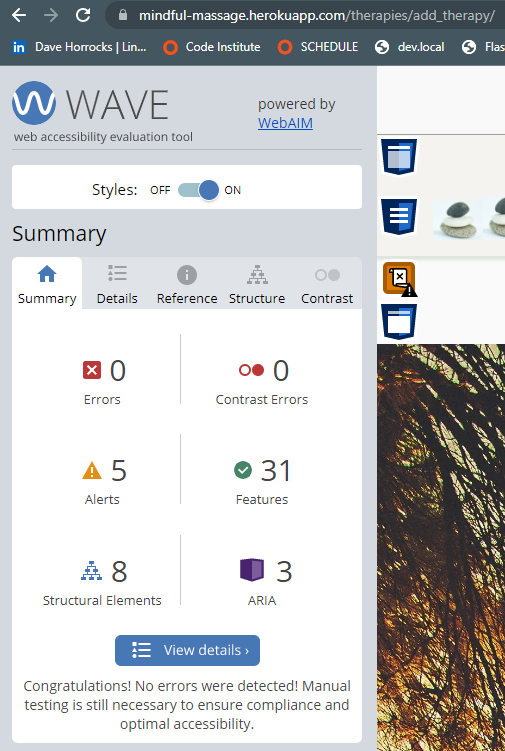 mindful-massage.herokuapp.com/therapies/add_therapy/
in Dave Horrocks | Lin... Code Institute SCHEDULE dev.local Flas
WAVE
web accessibility evaluation tool
powered by
WebAIM
Styles: OFF ON
Summary
Summary Details Reference Structure Contrast
0 0
Errors Contrast Errors
5 31
Alerts Features
8 3
Structural Elements ARIA
View details ›
Congratulations! No errors were detected! Manual
testing is still necessary to ensure compliance and
optimal accessibility.